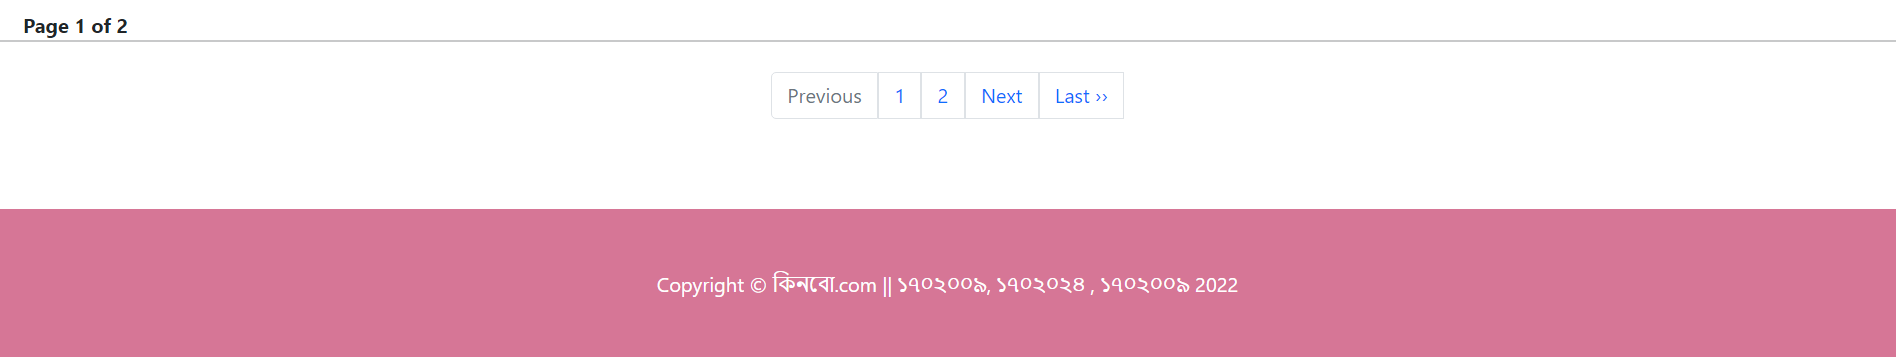 Page 1 of 2
Previous 1 2 Next Last ››
Copyright © কিনবো.com || ১৭০২০০৯, ১৭০২০২৪ , ১৭০২০০৯ 2022